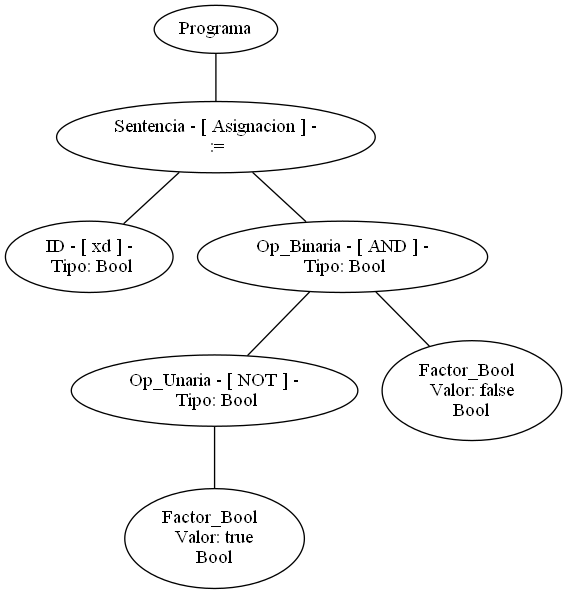 Programa
Sentencia - [ Asignacion ] -
:=
ID - [ xd ] -
Tipo: Bool
Op_Binaria - [ AND ] -
Tipo: Bool
Op_Unaria - [ NOT ] -
Tipo: Bool
Factor_Bool
Valor: false
Bool
Factor_Bool
Valor: true
Bool